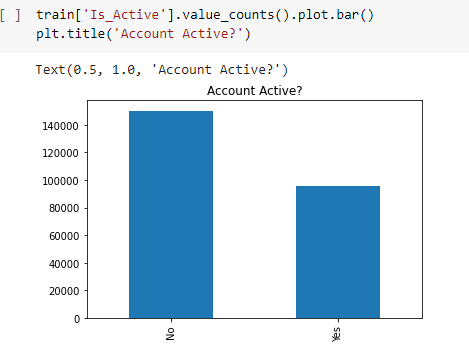 [ ] train['Is_Active'].value_counts().plot.bar()
plt.title('Account Active?')
Text(0.5, 1.0, 'Account Active?')
Account Active?
140000
120000
100000
80000
60000
40000
20000
0
No
Yes